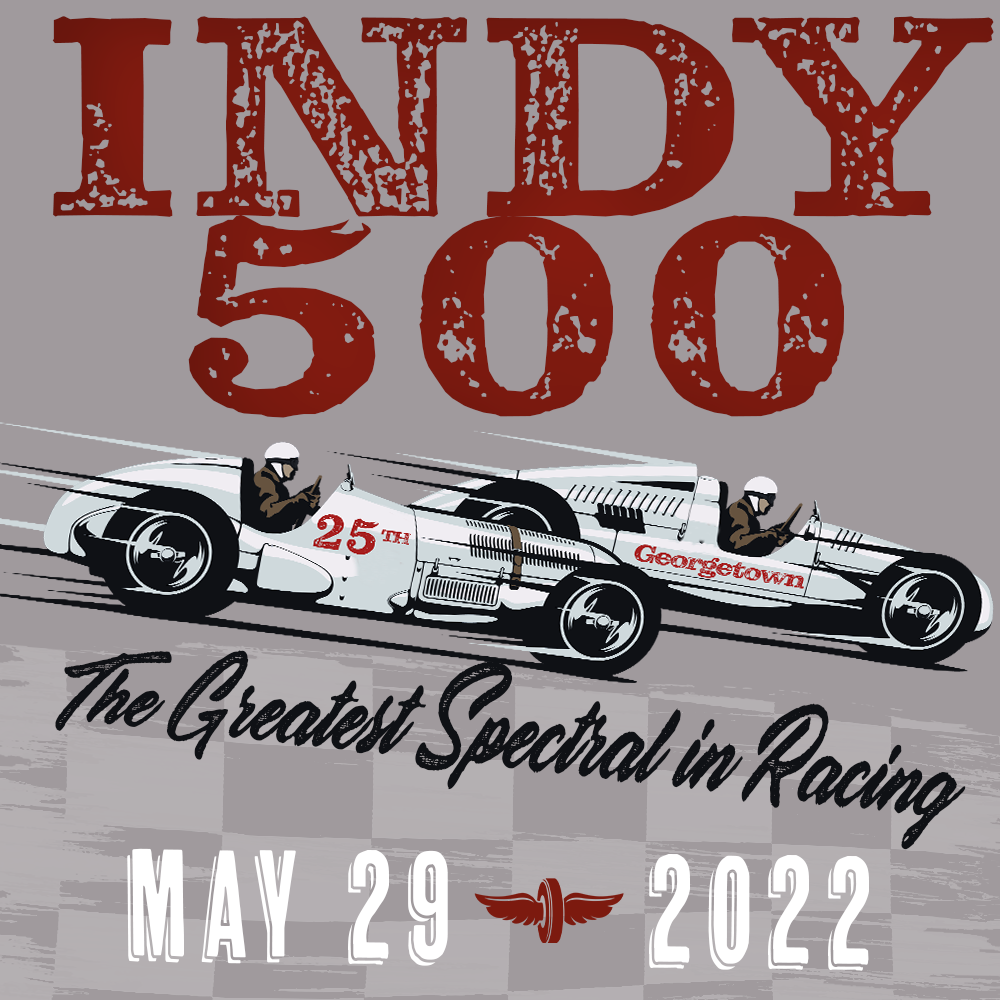 INDY
500
25TH
Georgetown
The Greatest Spectral in Racing
MAY 29 2022